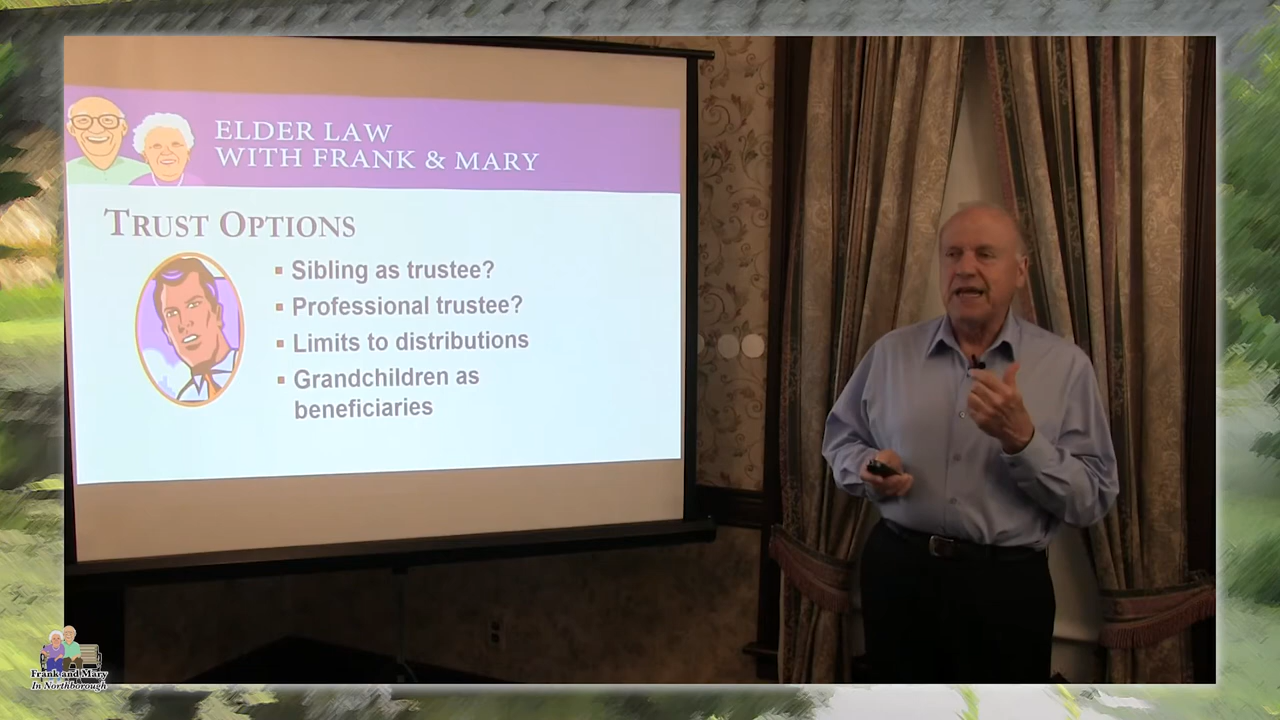 ELDER LAW
WITH FRANK & MARY
TRUST OPTIONS
▪ Sibling as trustee?
▪ Professional trustee?
▪ Limits to distributions
▪ Grandchildren as
beneficiaries
Frank and Mary
In Northborough